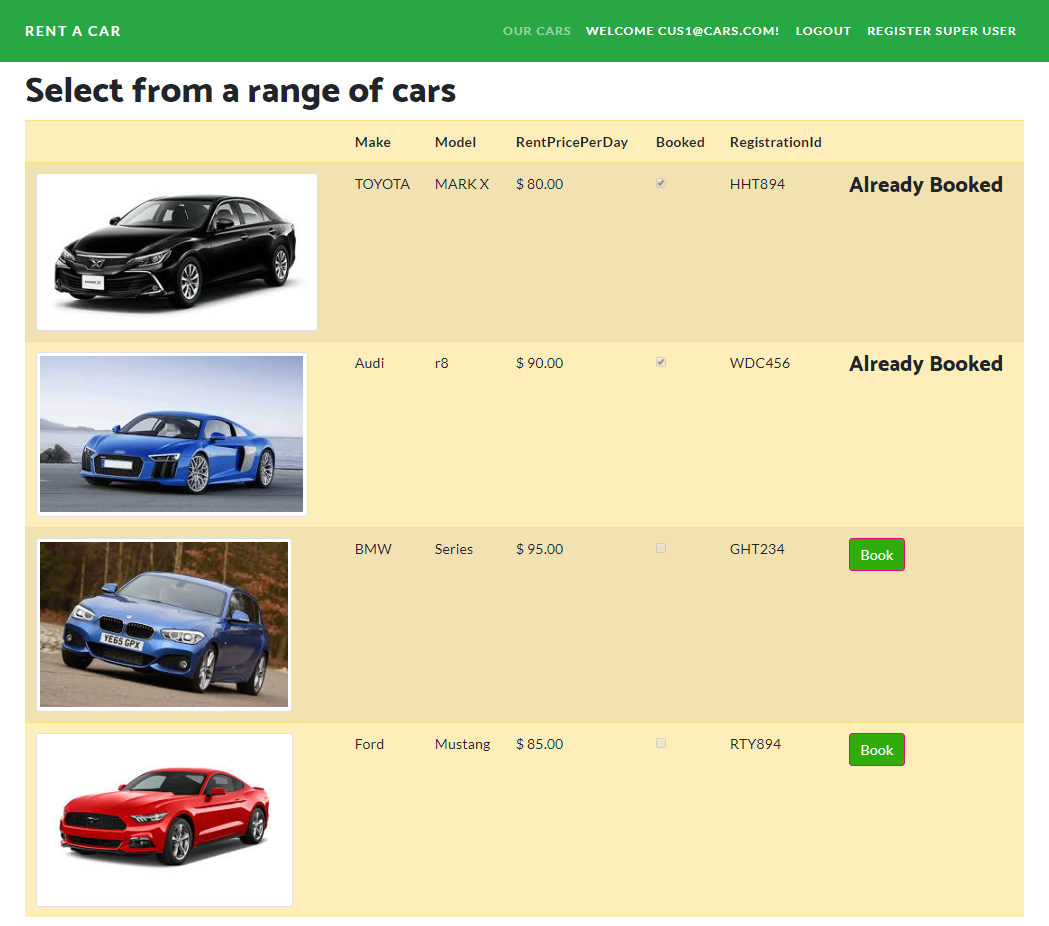 RENT A CAR OUR CARS WELCOME CUS1@CARS.COM! LOGOUT REGISTER SUPER USER
Select from a range of cars
Make Model RentPricePerDay Booked RegistrationId
TOYOTA MARK X $ 80.00 HHT894 Already Booked
Audi r8 $ 90.00 WDC456 Already Booked
BMW Series $ 95.00 GHT234 Book
YE65 GPX
Ford Mustang $ 85.00 RTY894 Book